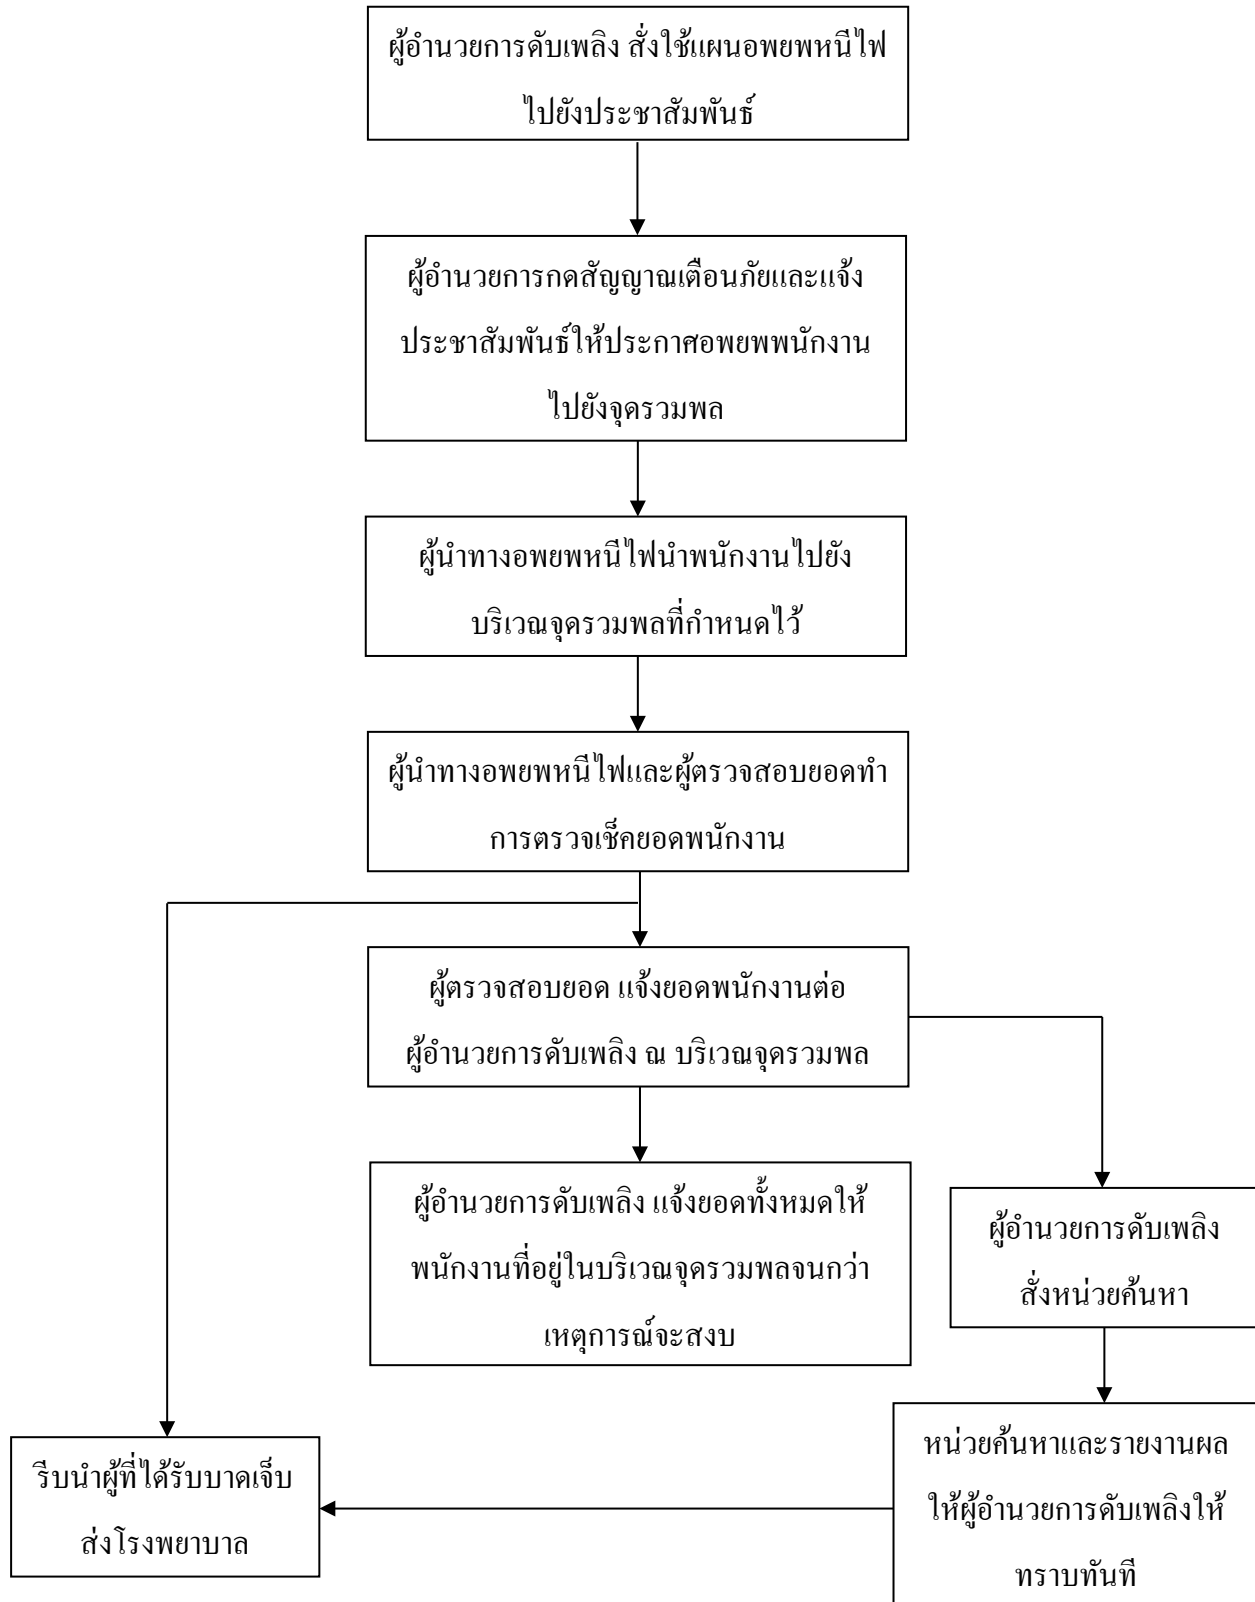 ผู้อำนวยการดับเพลิง สั่งใช้แผนอพยพหนีไฟ
ไปยังประชาสัมพันธ์
ผู้อำนวยการกดสัญญาณเตือนภัยและแจ้ง
ประชาสัมพันธ์ให้ประกาศอพยพพนักงาน
ไปยังจุดรวมพล
ผู้นำทางอพยพหนีไฟนำพนักงานไปยัง
บริเวณจุดรวมพลที่กำหนดไว้
ผู้นำทางอพยพหนีไฟและผู้ตรวจสอบยอดทำ
การตรวจเช็คยอดพนักงาน
ผู้ตรวจสอบยอด แจ้งยอดพนักงานต่อ
ผู้อำนวยการดับเพลิง ณ บริเวณจุดรวมพล
ผู้อำนวยการดับเพลิง แจ้งยอดทั้งหมดให้
พนักงานที่อยู่ในบริเวณจุดรวมพลจนกว่า
เหตุการณ์จะสงบ
ผู้อำนวยการดับเพลิง
สั่งหน่วยค้นหา
หน่วยค้นหาและรายงานผล
ให้ผู้อำนวยการดับเพลิงให้
ทราบทันที
รีบนำผู้ที่ได้รับบาดเจ็บ
ส่งโรงพยาบาล